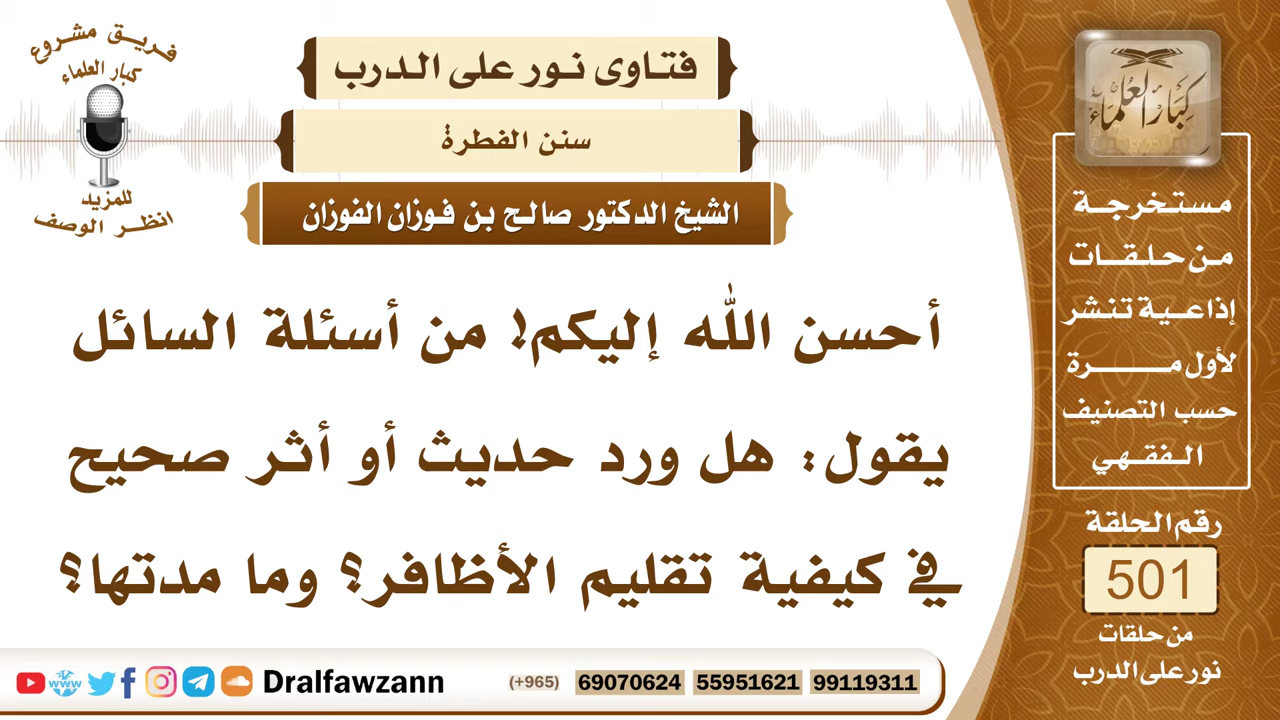 فريق مشروع
كبار العلماء
للمزيد
انظر الوصف
فتاوى نور على الدرب
سنن الفطرة
الشيخ الدكتور صالح بن فوزان الفوزان
أحسن الله إليكم! من أسئلة السائل
يقول: هل ورد حديث أو أثر صحيح
في كيفية تقليم الأظافر؟ وما مدتها؟
كبار العلماء
مستخرجة
من حلقات
إذاعية تنشر
لأول مرة
حسب التصنيف
الفقهي
رقم الحلقة
501
من حلقات
نور على الدرب
www Dralfawzann (+965) 69070624 55951621 99119311